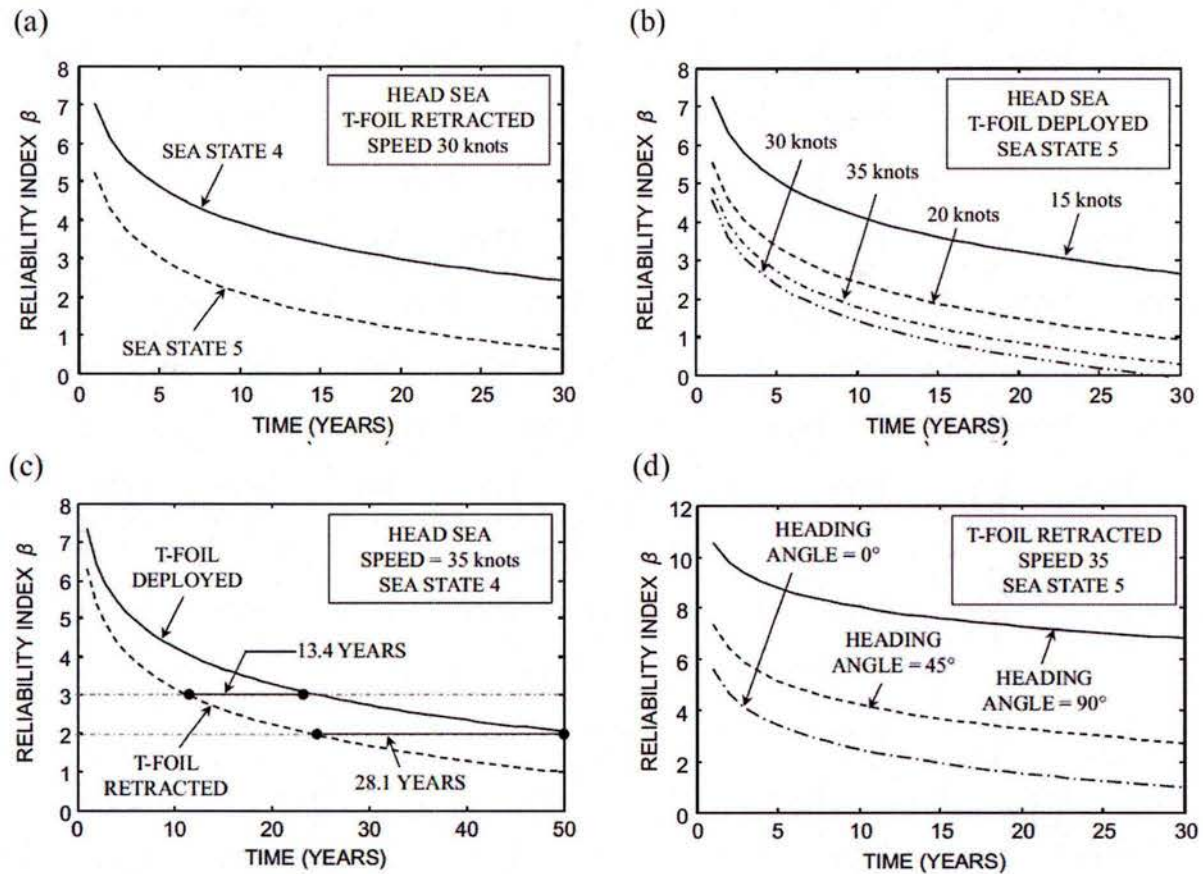 (a)
8
7
6
5
4
3
2
1
0
RELIABILITY INDEX β
HEAD SEA
T-FOIL RETRACTED
SPEED 30 knots
SEA STATE 4
SEA STATE 5
0 5 10 15 20 25 30
TIME (YEARS)
(b)
8
7
6
5
4
3
2
1
0
RELIABILITY INDEX β
HEAD SEA
T-FOIL DEPLOYED
SEA STATE 5
30 knots
35 knots
20 knots
15 knots
0 5 10 15 20 25 30
TIME (YEARS)
(c)
8
7
6
5
4
3
2
1
0
RELIABILITY INDEX β
HEAD SEA
SPEED = 35 knots
SEA STATE 4
T-FOIL
DEPLOYED
13.4 YEARS
T-FOIL
RETRACTED
28.1 YEARS
0 10 20 30 40 50
TIME (YEARS)
(d)
12
10
8
6
4
2
0
RELIABILITY INDEX β
HEADING
ANGLE = 0°
T-FOIL RETRACTED
SPEED 35
SEA STATE 5
HEADING
ANGLE = 45°
HEADING
ANGLE = 90°
0 5 10 15 20 25 30
TIME (YEARS)